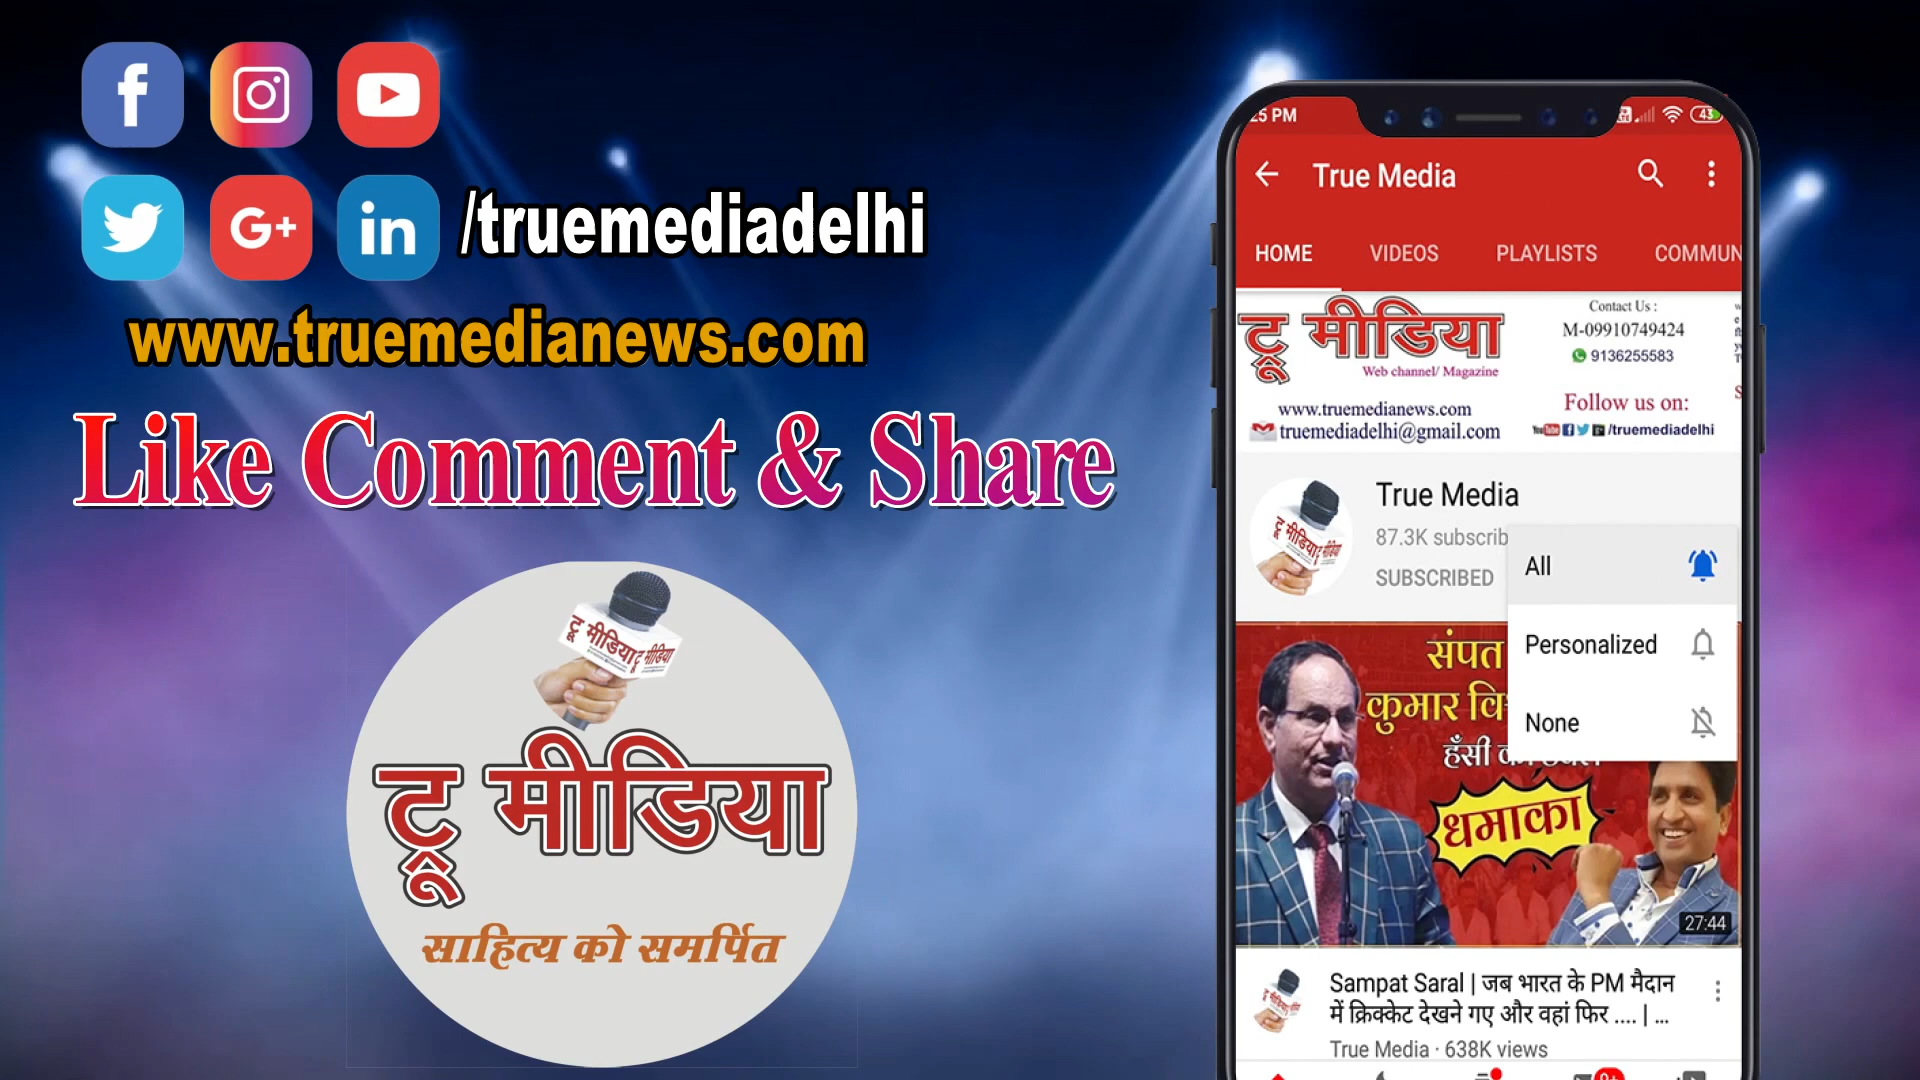 /truemediadelhi
www.truemedianews.com
Like Comment & Share
टू मीडिया टू मीडिया
टू मीडिया
साहित्य को समर्पित
25 PM
43
True Media
HOME VIDEOS PLAYLISTS COMMUN
टू मीडिया
Web channel/ Magazine
www.truemedianews.com
truemediadelhi@gmail.com
Contact Us :
M-09910749424
9136255583
Follow us on:
/truemediadelhi
True Media
87.3K subscrib
SUBSCRIBED
All
Personalized
None
संपत
कुमार वि
हँसी
धमाका
27:44
Sampat Saral | जब भारत के PM मैदान
में क्रिक्केट देखने गए और वहां फिर .... | ...
True Media · 638K views